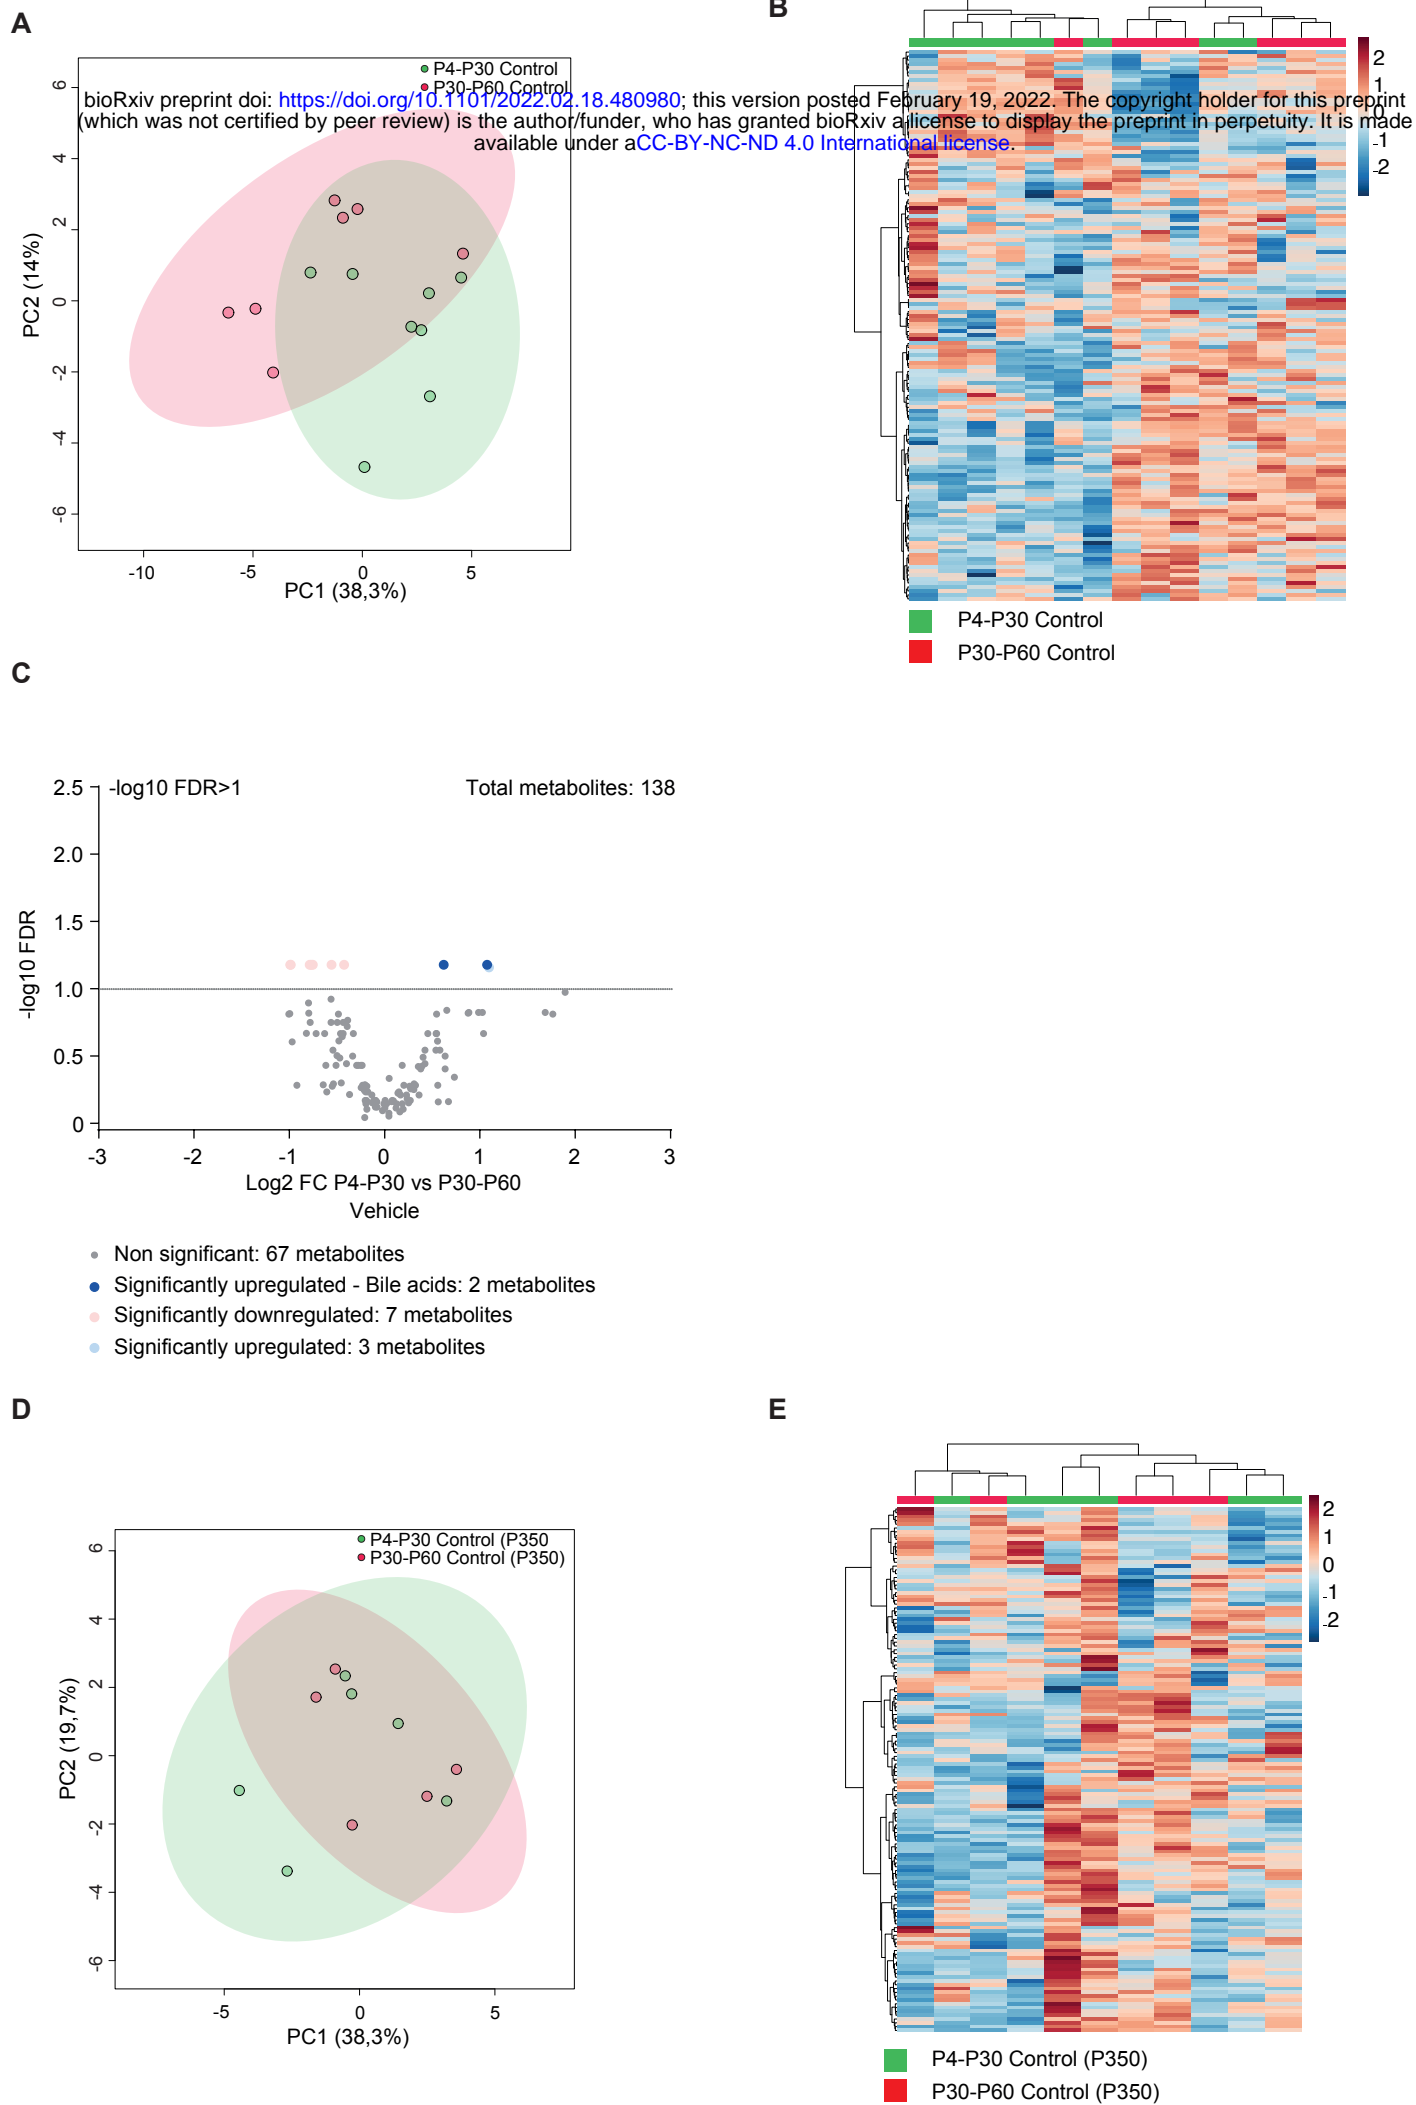 A
B
P4-P30 Control
P30-P60 Control
bioRxiv preprint doi: https://doi.org/10.1101/2022.02.18.480980; this version posted February 19, 2022. The copyright holder for this preprint
(which was not certified by peer review) is the author/funder, who has granted bioRxiv a license to display the preprint in perpetuity. It is made
available under aCC-BY-NC-ND 4.0 International license.
6
4
2
0
-2
-4
-6
PC2 (14%)
-10
-5
0
5
PC1 (38,3%)
2
1
0
-1
-2
P4-P30 Control
P30-P60 Control
C
-log10 FDR>1
Total metabolites: 138
2.5
2.0
1.5
1.0
0.5
0
-log10 FDR
-3
-2
-1
0
1
2
3
Log2 FC P4-P30 vs P30-P60
Vehicle
Non significant: 67 metabolites
Significantly upregulated - Bile acids: 2 metabolites
Significantly downregulated: 7 metabolites
Significantly upregulated: 3 metabolites
D
E
P4-P30 Control (P350
P30-P60 Control (P350)
6
4
2
0
-2
-4
-6
PC2 (19,7%)
-5
0
5
PC1 (38,3%)
2
1
0
-1
-2
P4-P30 Control (P350)
P30-P60 Control (P350)